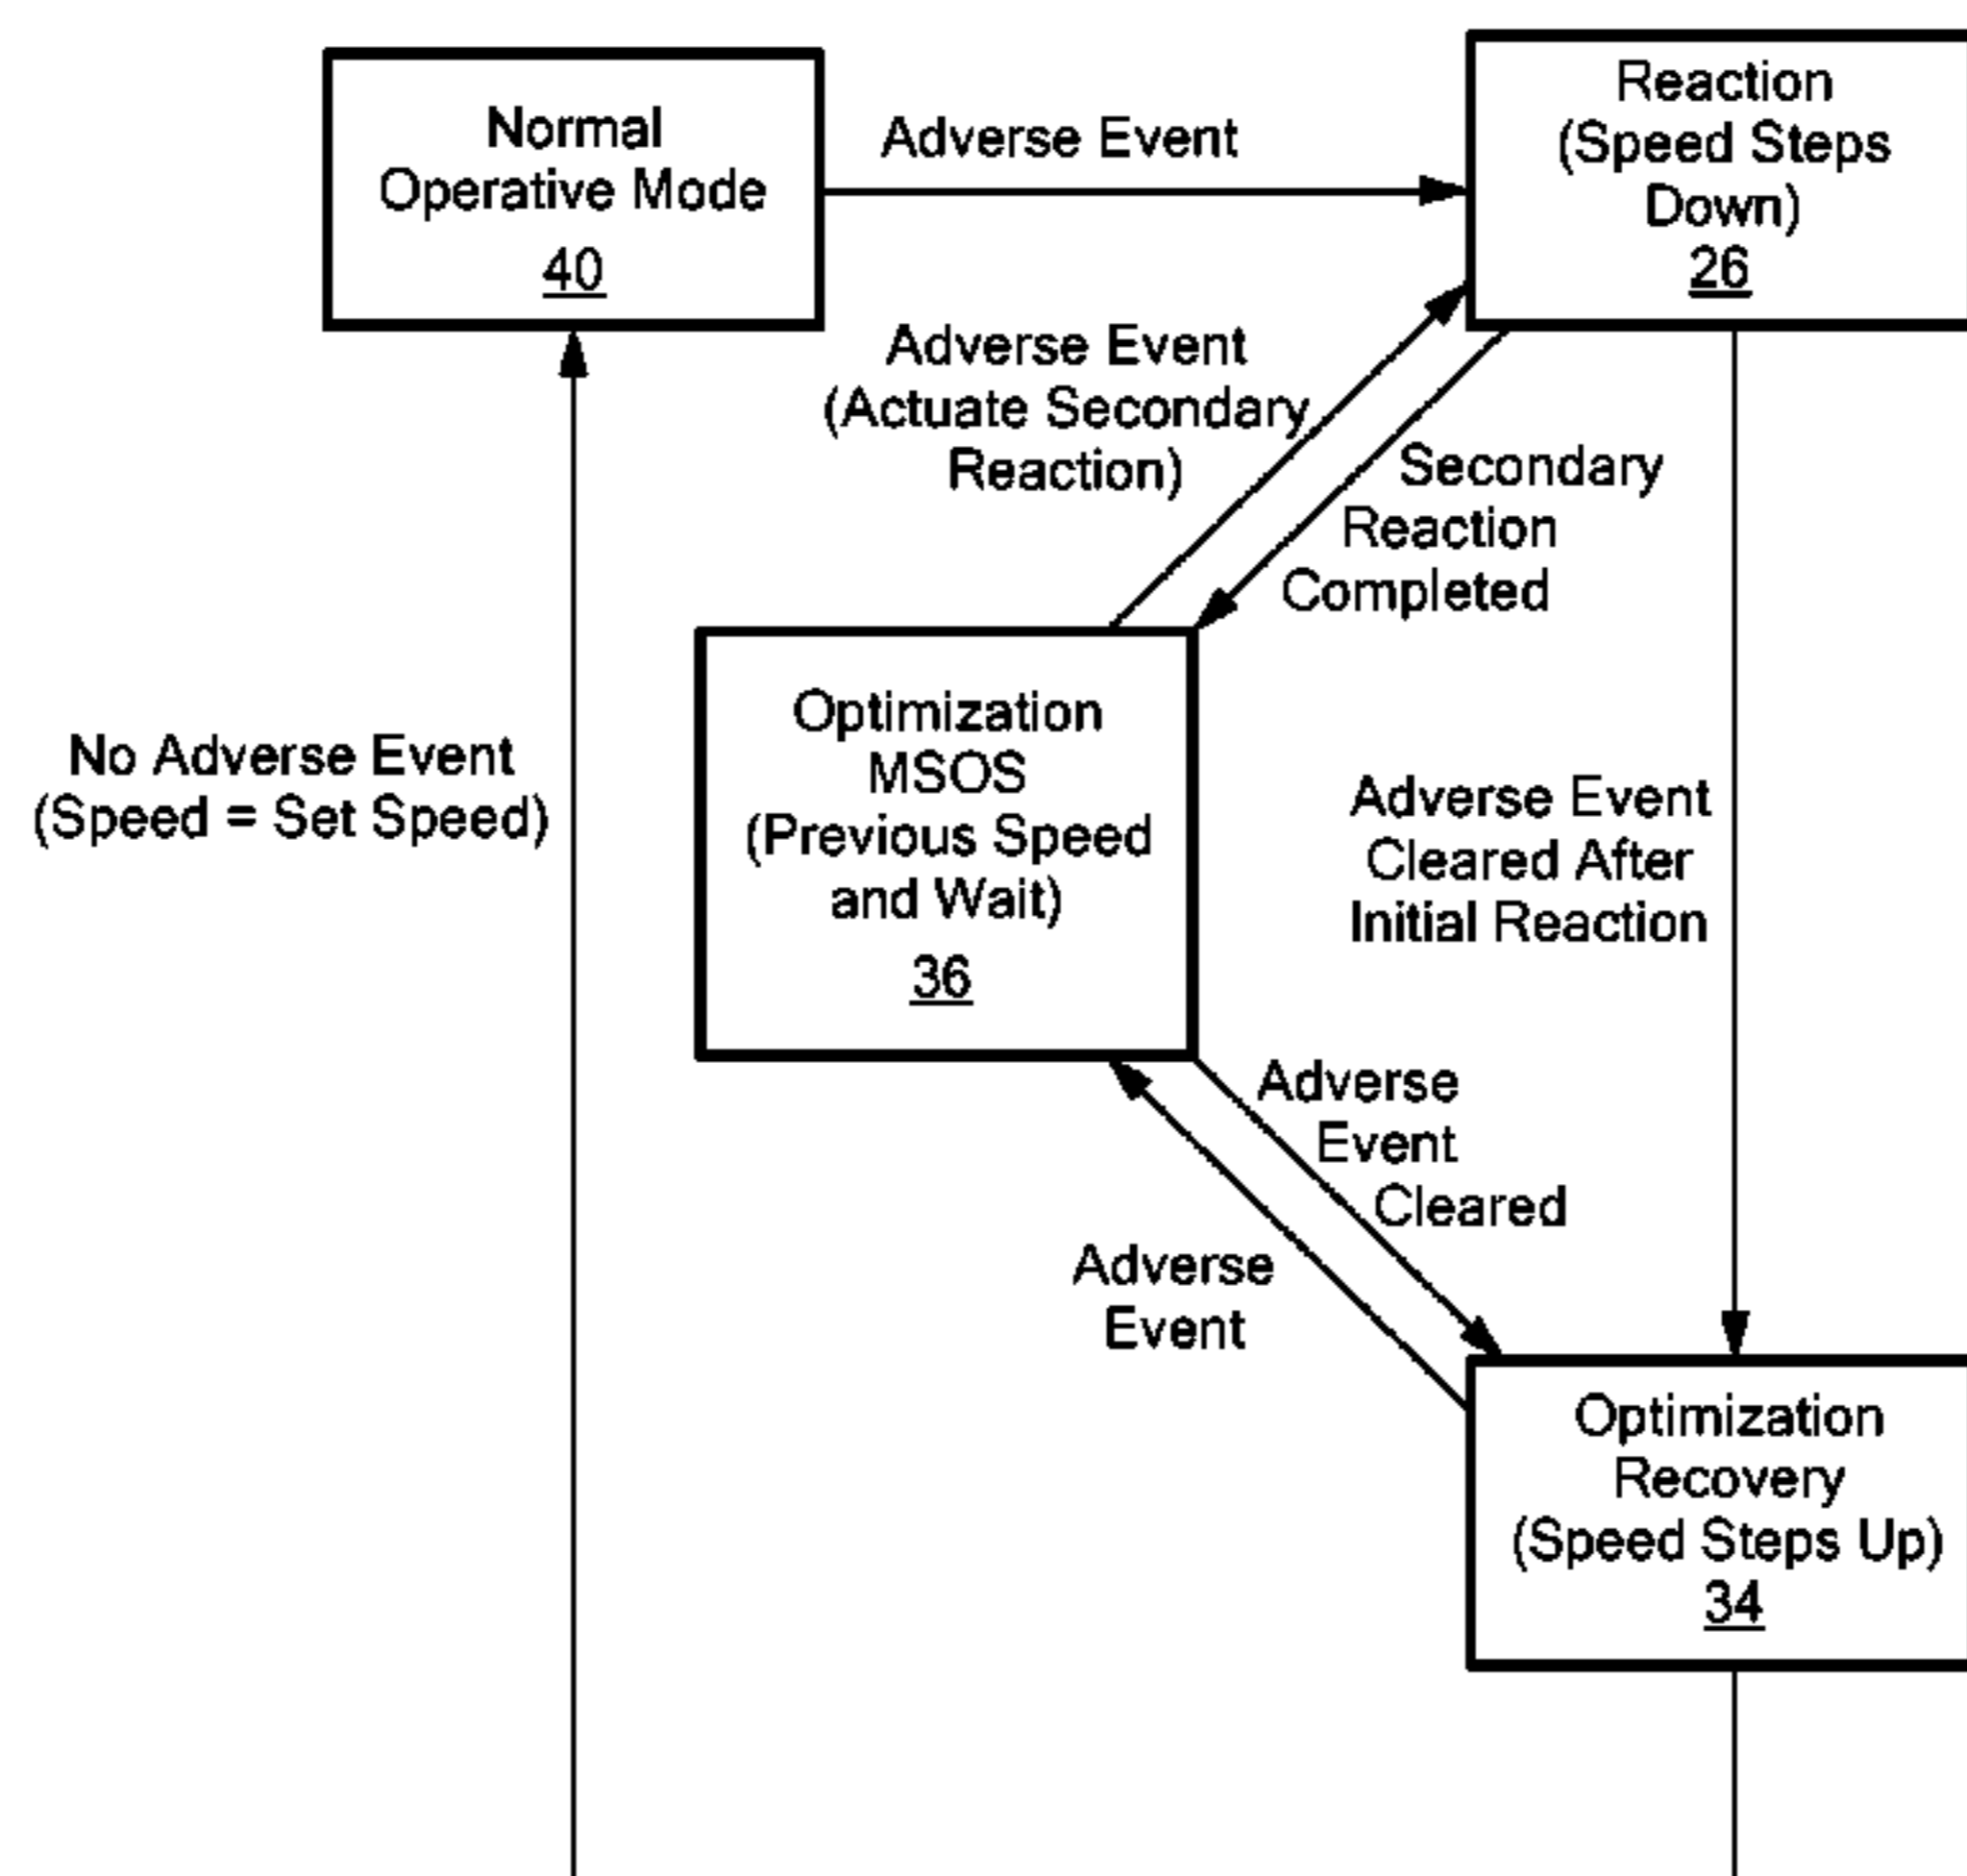 Normal
Operative Mode
40
Adverse Event
Reaction
(Speed Steps
Down)
26
Adverse Event
(Actuate Secondary
Reaction)
Secondary
Reaction
Completed
No Adverse Event
(Speed = Set Speed)
Optimization
MSOS
(Previous Speed
and Wait)
36
Adverse Event
Cleared After
Initial Reaction
Adverse
Event
Cleared
Adverse
Event
Optimization
Recovery
(Speed Steps Up)
34